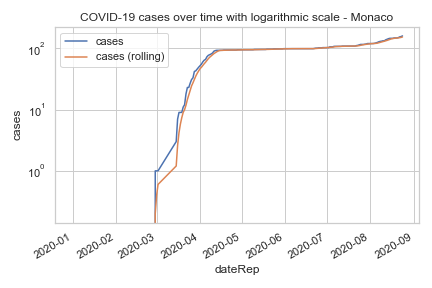 COVID-19 cases over time with logarithmic scale - Monaco
cases
cases (rolling)
10²
10¹
10⁰
cases
2020-01
2020-02
2020-03
2020-04
2020-05
2020-06
2020-07
2020-08
2020-09
dateRep